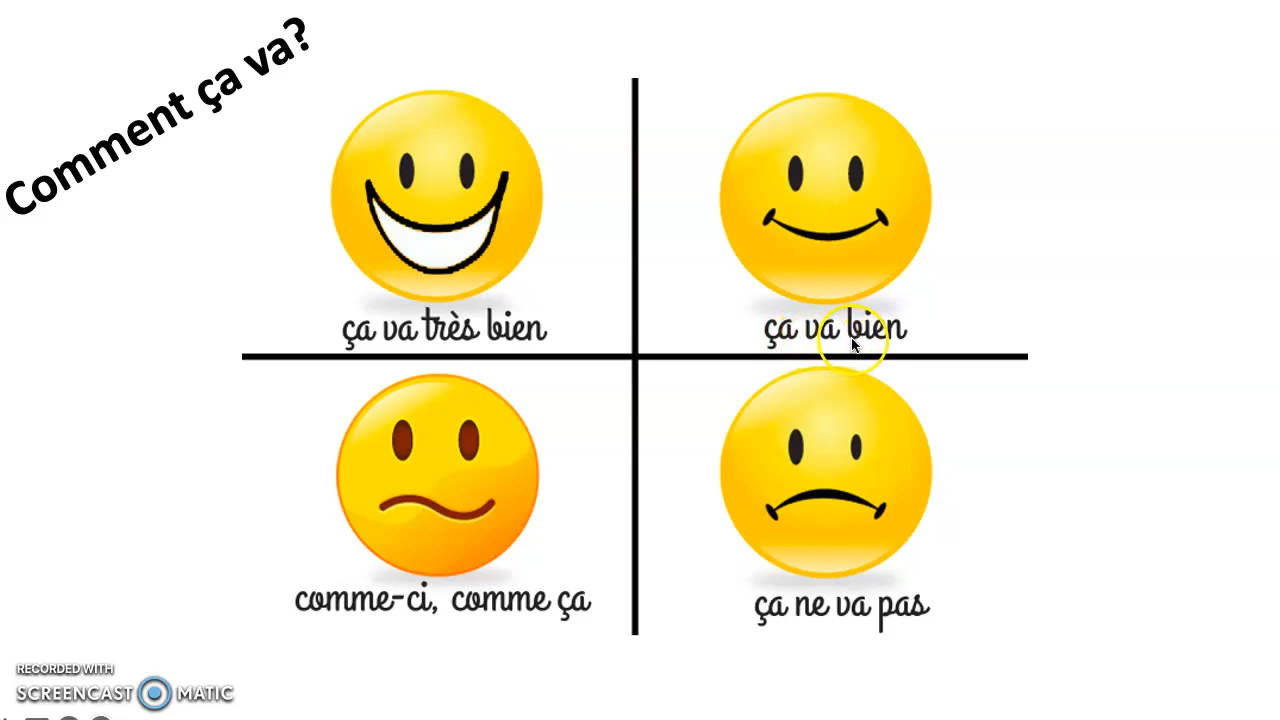 Comment ça va?
ça va très bien
ça va bien
comme-ci, comme ça
ça ne va pas
RECORDED WITH
SCREENCAST MATIC